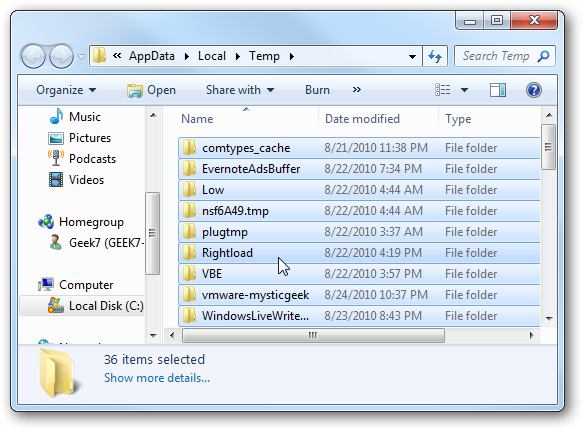 « AppData Local Temp Search Temp
Organize Open Share with Burn »
Name Date modified Type
Music
Pictures
Podcasts
Videos
Homegroup
Geek7 (GEEK7-
Computer
Local Disk (C:)
comtypes_cache 8/21/2010 11:38 PM File folder
EvernoteAdsBuffer 8/22/2010 7:34 PM File folder
Low 8/22/2010 4:44 AM File folder
nsf6A49.tmp 8/22/2010 4:44 AM File folder
plugtmp 8/22/2010 3:37 AM File folder
Rightload 8/22/2010 4:19 PM File folder
VBE 8/22/2010 3:57 PM File folder
vmware-mysticgeek 8/24/2010 10:37 PM File folder
WindowsLiveWrite... 8/23/2010 8:43 PM File folder
36 items selected
Show more details...